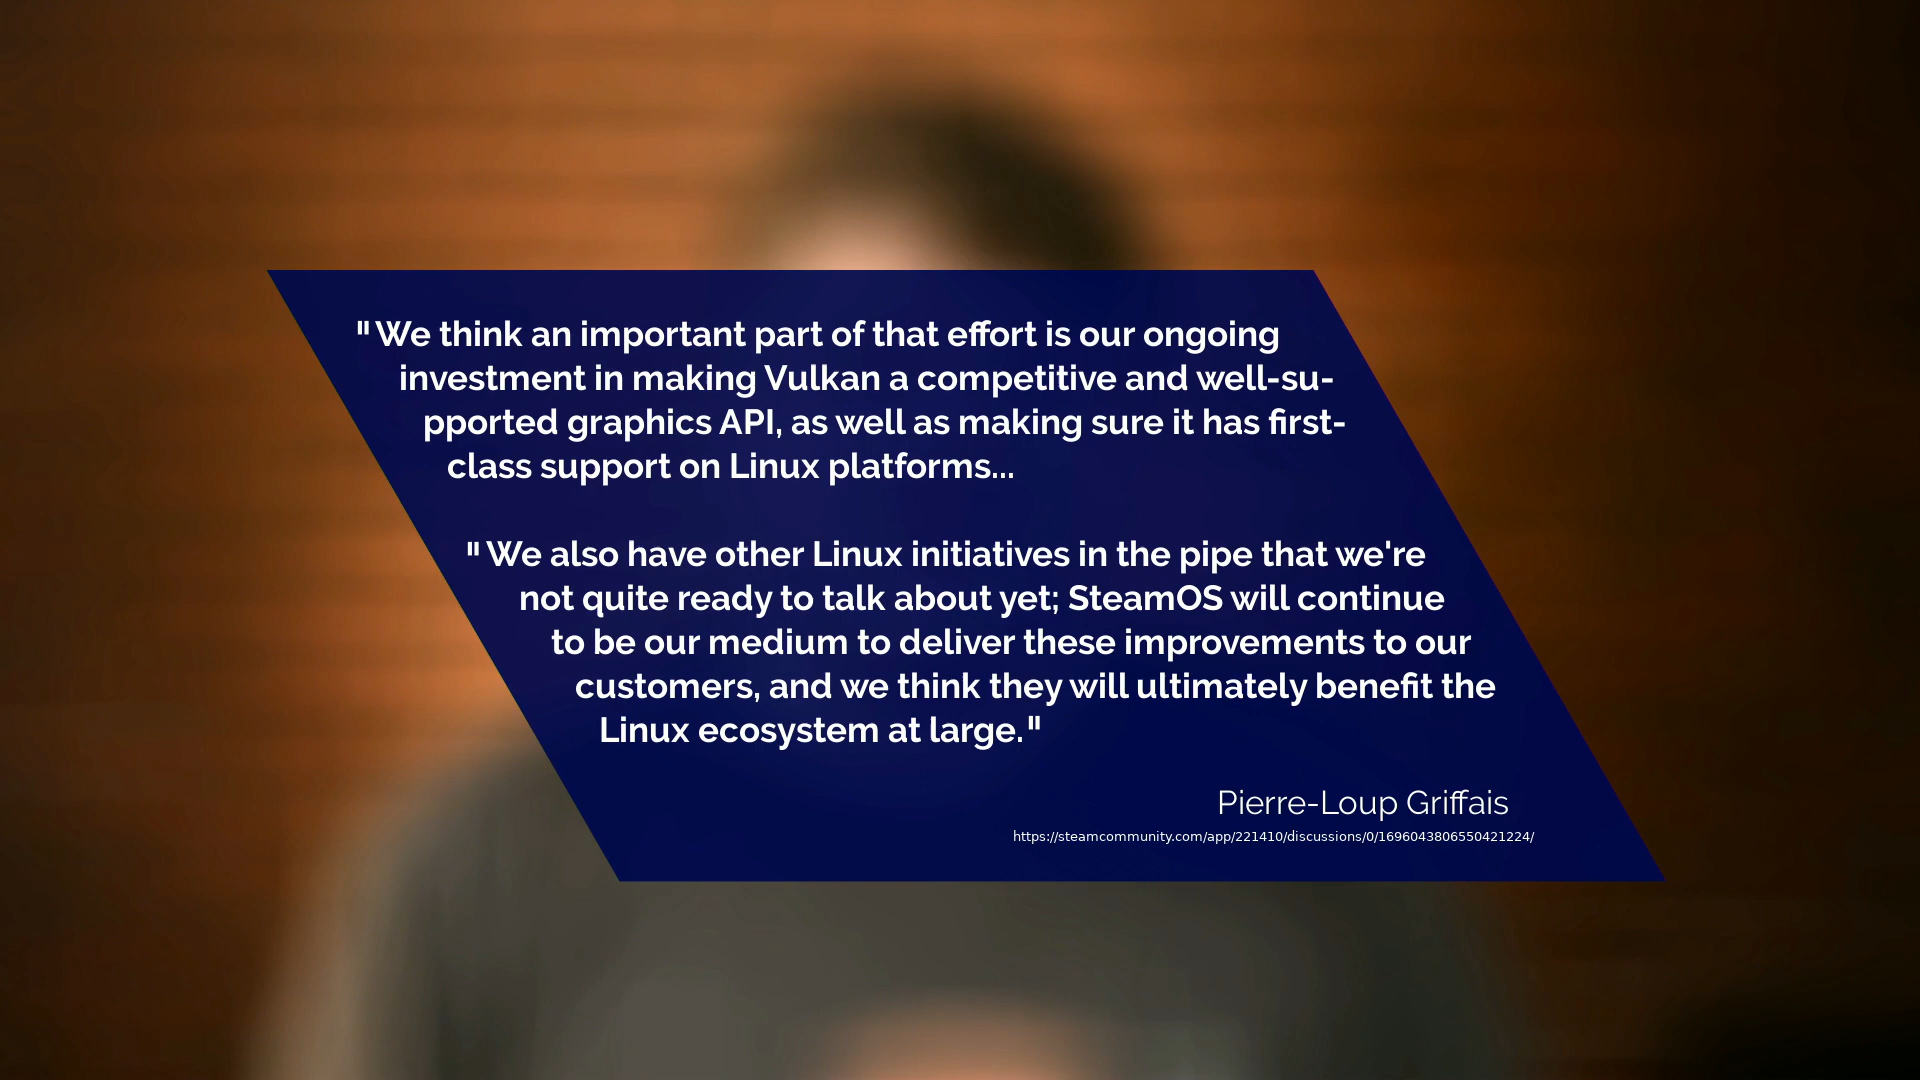 "We think an important part of that effort is our ongoing
investment in making Vulkan a competitive and well-su-
pported graphics API, as well as making sure it has first-
class support on Linux platforms...
"We also have other Linux initiatives in the pipe that we're
not quite ready to talk about yet; SteamOS will continue
to be our medium to deliver these improvements to our
customers, and we think they will ultimately benefit the
Linux ecosystem at large."
Pierre-Loup Griffais
https://steamcommunity.com/app/221410/discussions/0/1696043806550421224/